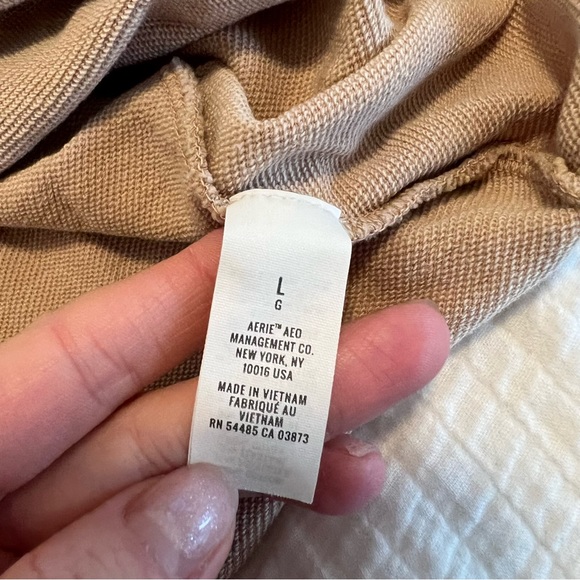 L
G
AERIE™ AEO
MANAGEMENT CO.
NEW YORK, NY
10016 USA
MADE IN VIETNAM
FABRIQUÉ AU
VIETNAM
RN 54485 CA 03873